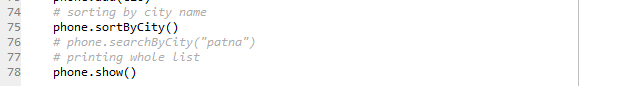 74 # sorting by city name
75 phone.sortByCity()
76 # phone.searchByCity("patna")
77 # printing whole list
78 phone.show()